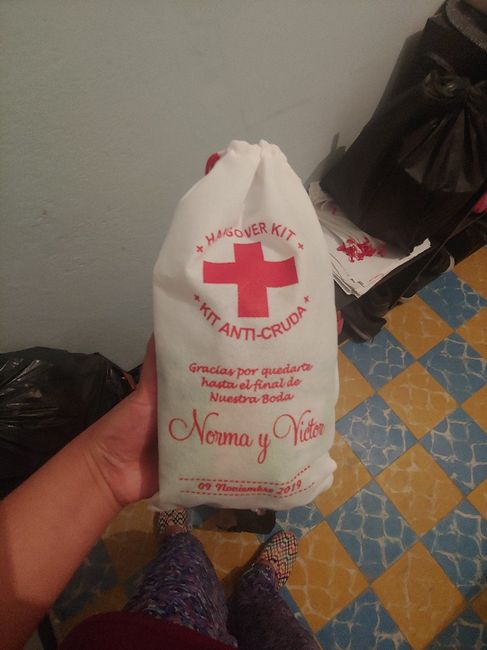 + HANGOVER KIT +
+ KIT ANTI-CRUDA +
Gracias por quedarte
hasta el final de
Nuestra Boda
Norma y Victor
09 Noviembre 2019